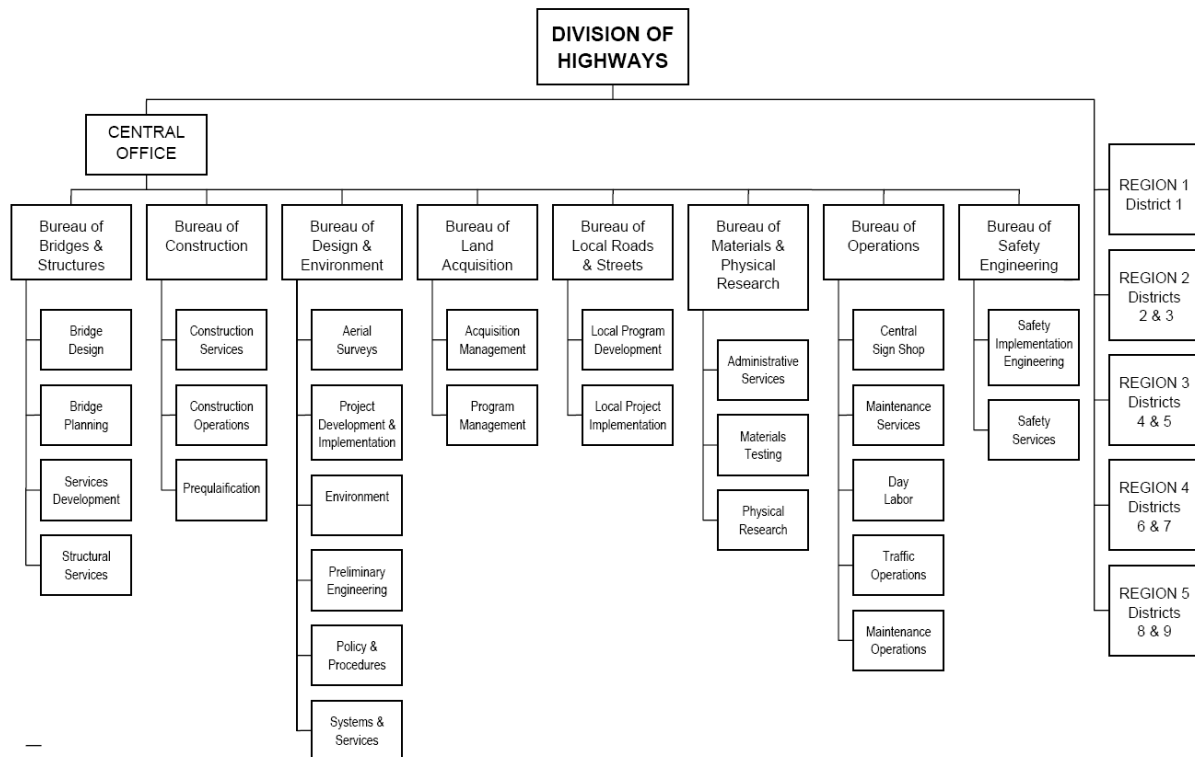 DIVISION OF
HIGHWAYS
CENTRAL
OFFICE
Bureau of
Bridges &
Structures
Bridge
Design
Bridge
Planning
Services
Development
Structural
Services
Bureau of
Construction
Construction
Services
Construction
Operations
Prequlaification
Bureau of
Design &
Environment
Aerial
Surveys
Project
Development &
Implementation
Environment
Preliminary
Engineering
Policy &
Procedures
Systems &
Services
Bureau of
Land
Acquisition
Acquisition
Management
Program
Management
Bureau of
Local Roads
& Streets
Local Program
Development
Local Project
Implementation
Bureau of
Materials &
Physical
Research
Administrative
Services
Materials
Testing
Physical
Research
Bureau of
Operations
Central
Sign Shop
Maintenance
Services
Day
Labor
Traffic
Operations
Maintenance
Operations
Bureau of
Safety
Engineering
Safety
Implementation
Engineering
Safety
Services
REGION 1
District 1
REGION 2
Districts
2 & 3
REGION 3
Districts
4 & 5
REGION 4
Districts
6 & 7
REGION 5
Districts
8 & 9